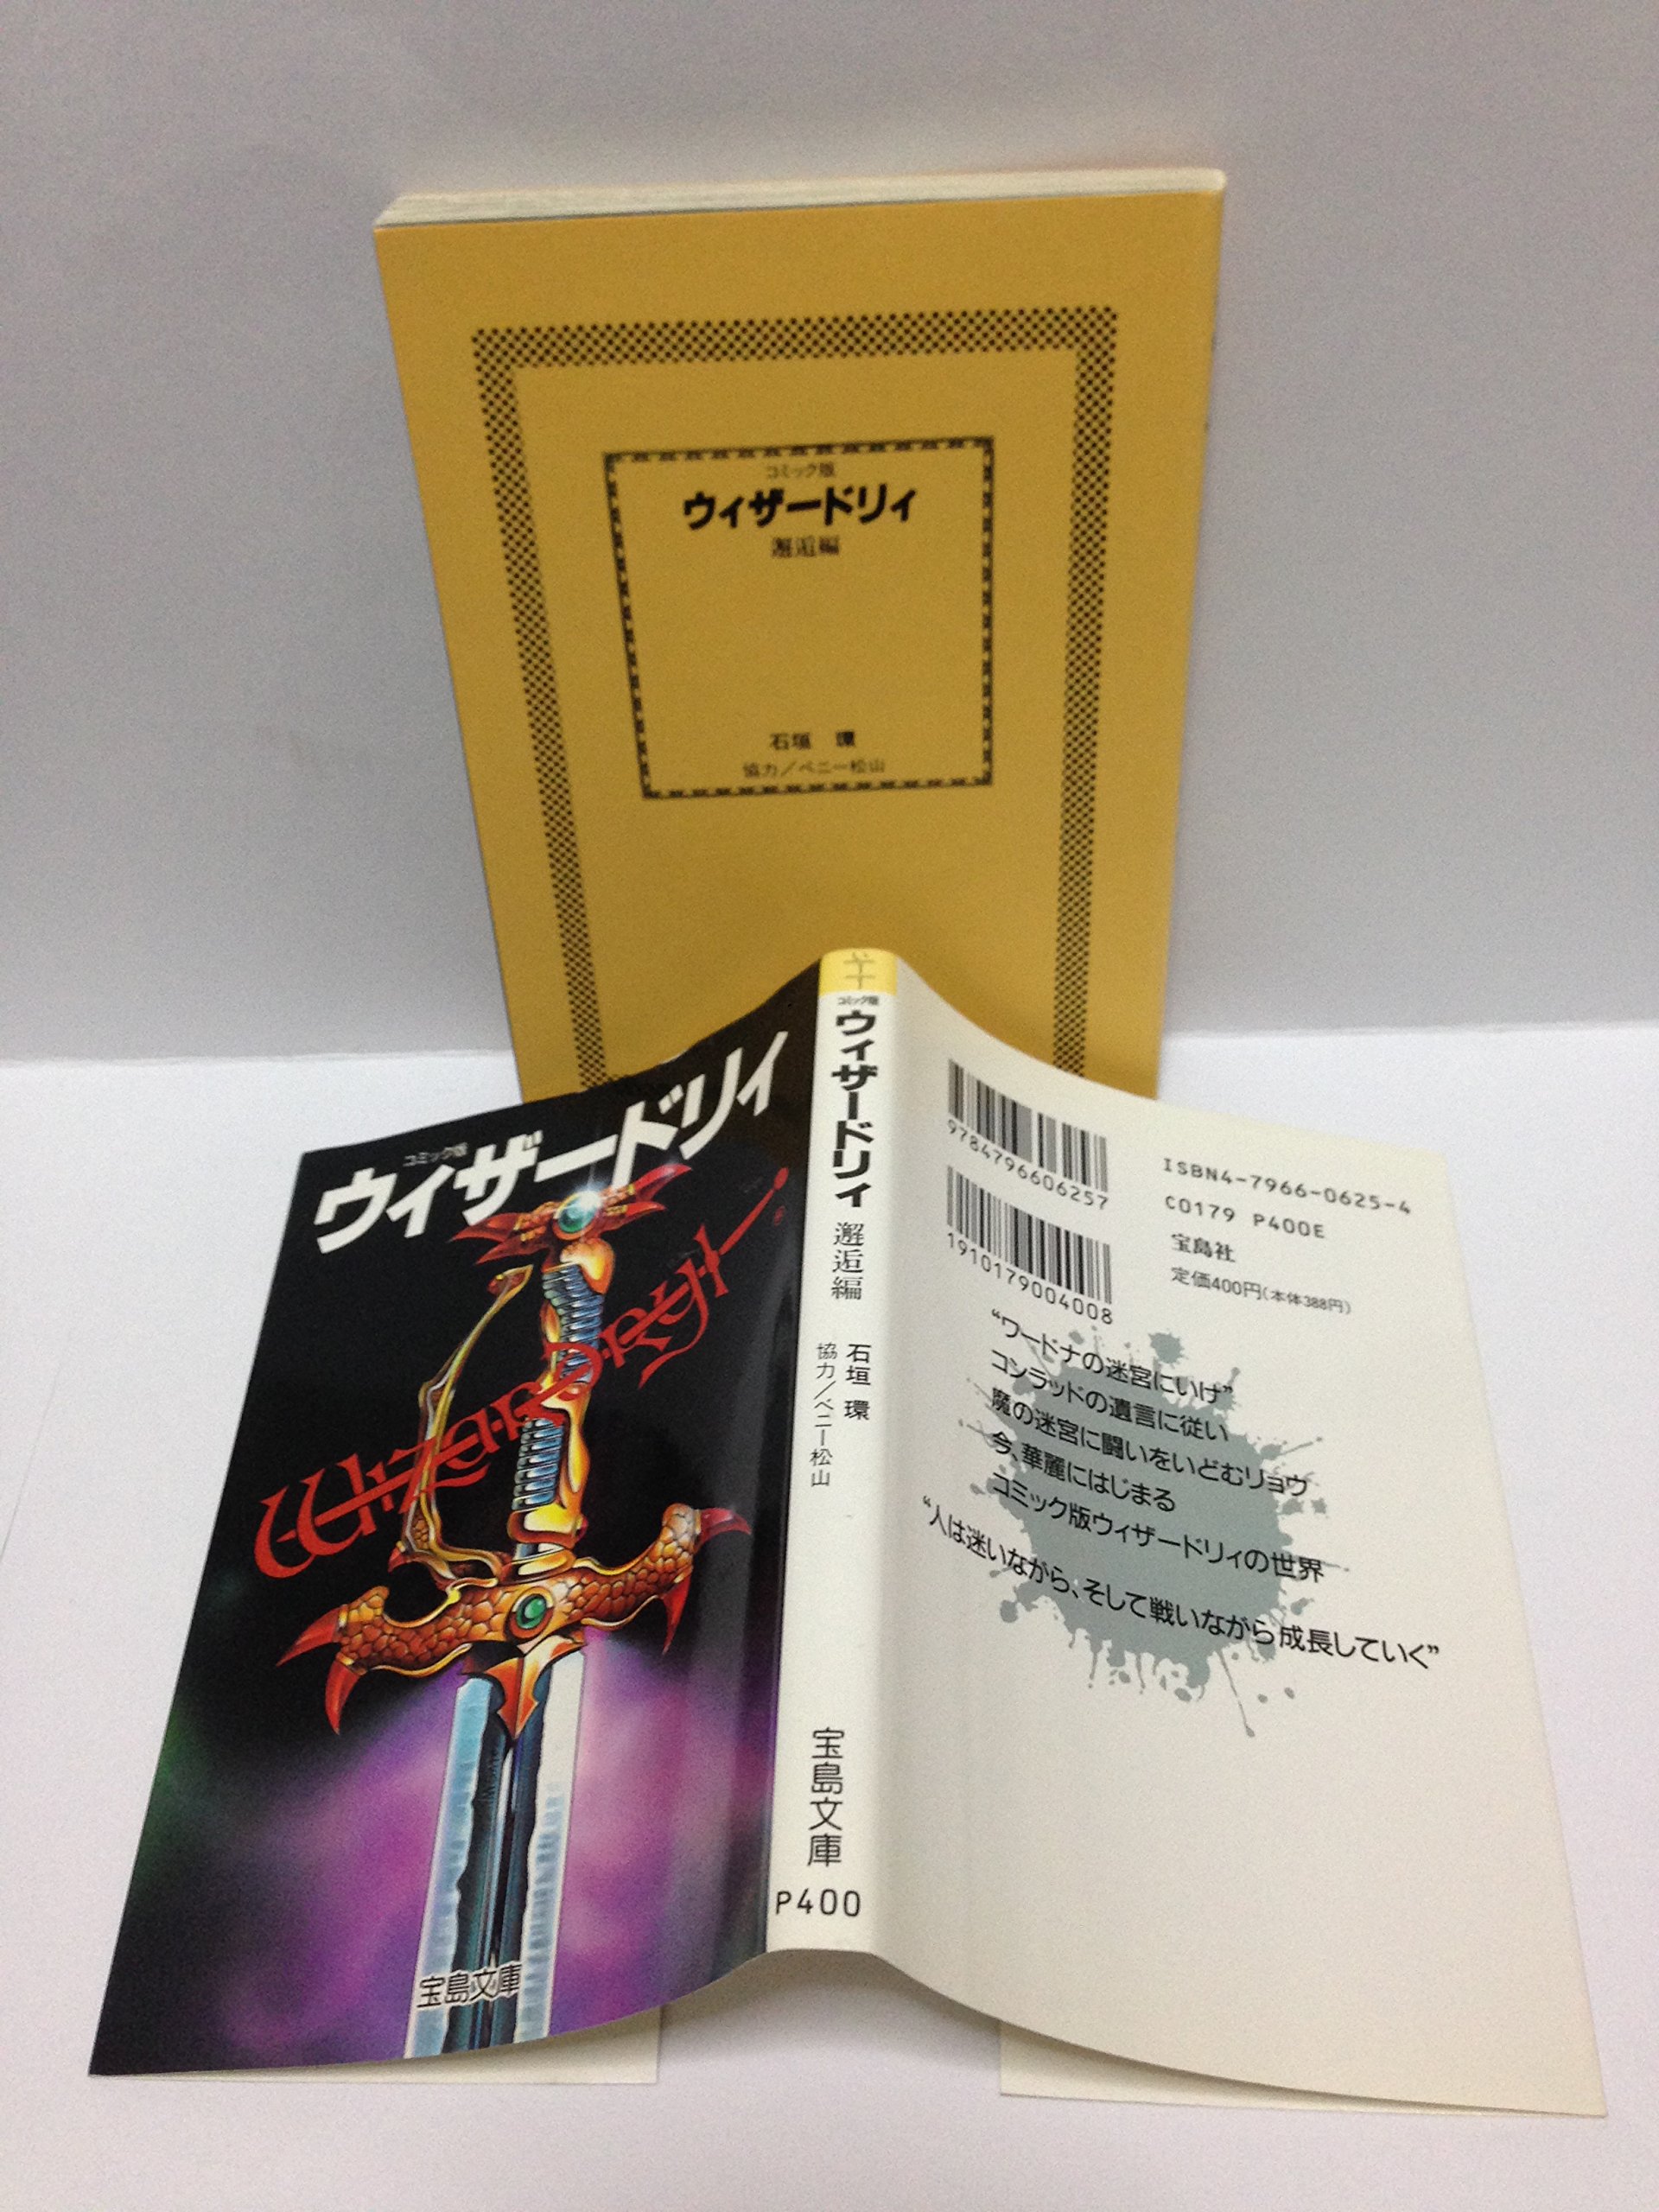 コミック版
ウィザードリィ
邂逅編
石垣 環
協力/ベニー松山
コミック版
ウィザードリィ
WIZARDRY
宝島文庫
コミック版
ウィザードリィ 邂逅編
石垣 環
協力/ベニー松山
宝島文庫
P400
9784796606257
1910179004008
ISBN4-7966-0625-4
C0179 P400E
宝島社
定価400円(本体388円)
“ワードナの迷宮にいけ”
コンラッドの遺言に従い
魔の迷宮に闘いをいどむリョウ
今、華麗にはじまる
コミック版ウィザードリィの世界
“人は迷いながら、そして戦いながら成長していく”